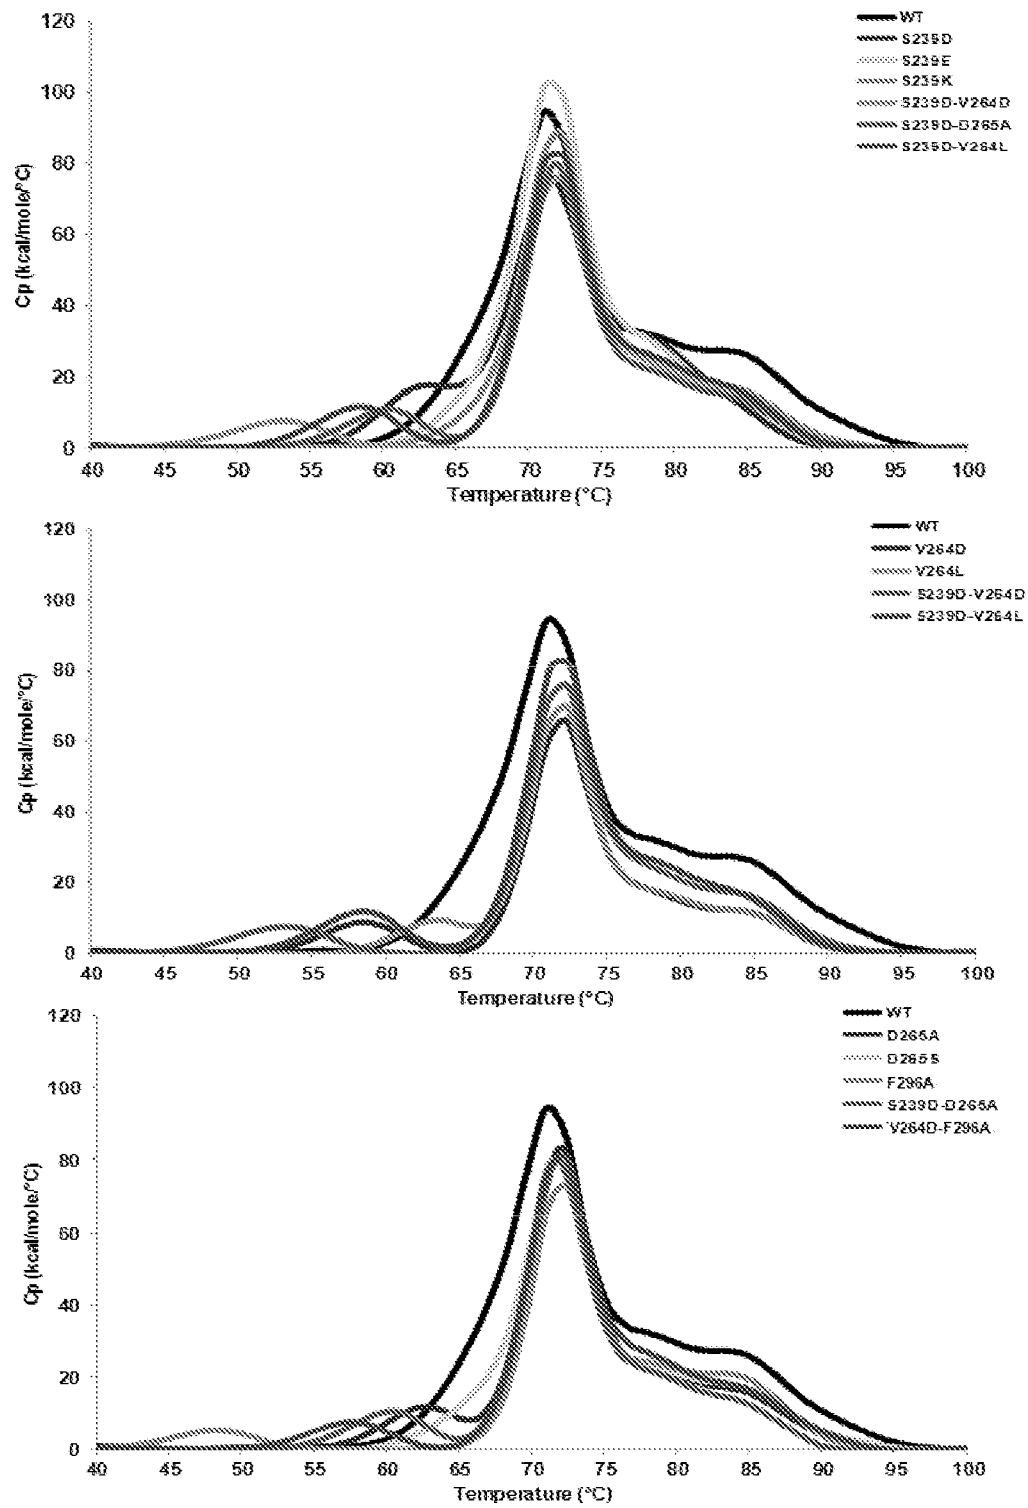 120
100
80
60
40
20
0
40 45 50 55 60 65 70 75 80 85 90 95 100
Temperature (°C)
Cp (kcal/mole/°C)
WT
S239D
S239E
S239K
S239D-V264D
S239D-D265A
S239D-V264L
120
100
80
60
40
20
0
40 45 50 55 60 65 70 75 80 85 90 95 100
Temperature (°C)
Cp (kcal/mole/°C)
WT
V264D
V264L
S239D-V264D
S239D-V264L
120
100
80
60
40
20
0
40 45 50 55 60 65 70 75 80 85 90 95 100
Temperature (°C)
Cp (kcal/mole/°C)
WT
D265A
D265S
F296A
S239D-D265A
V264D-F296A